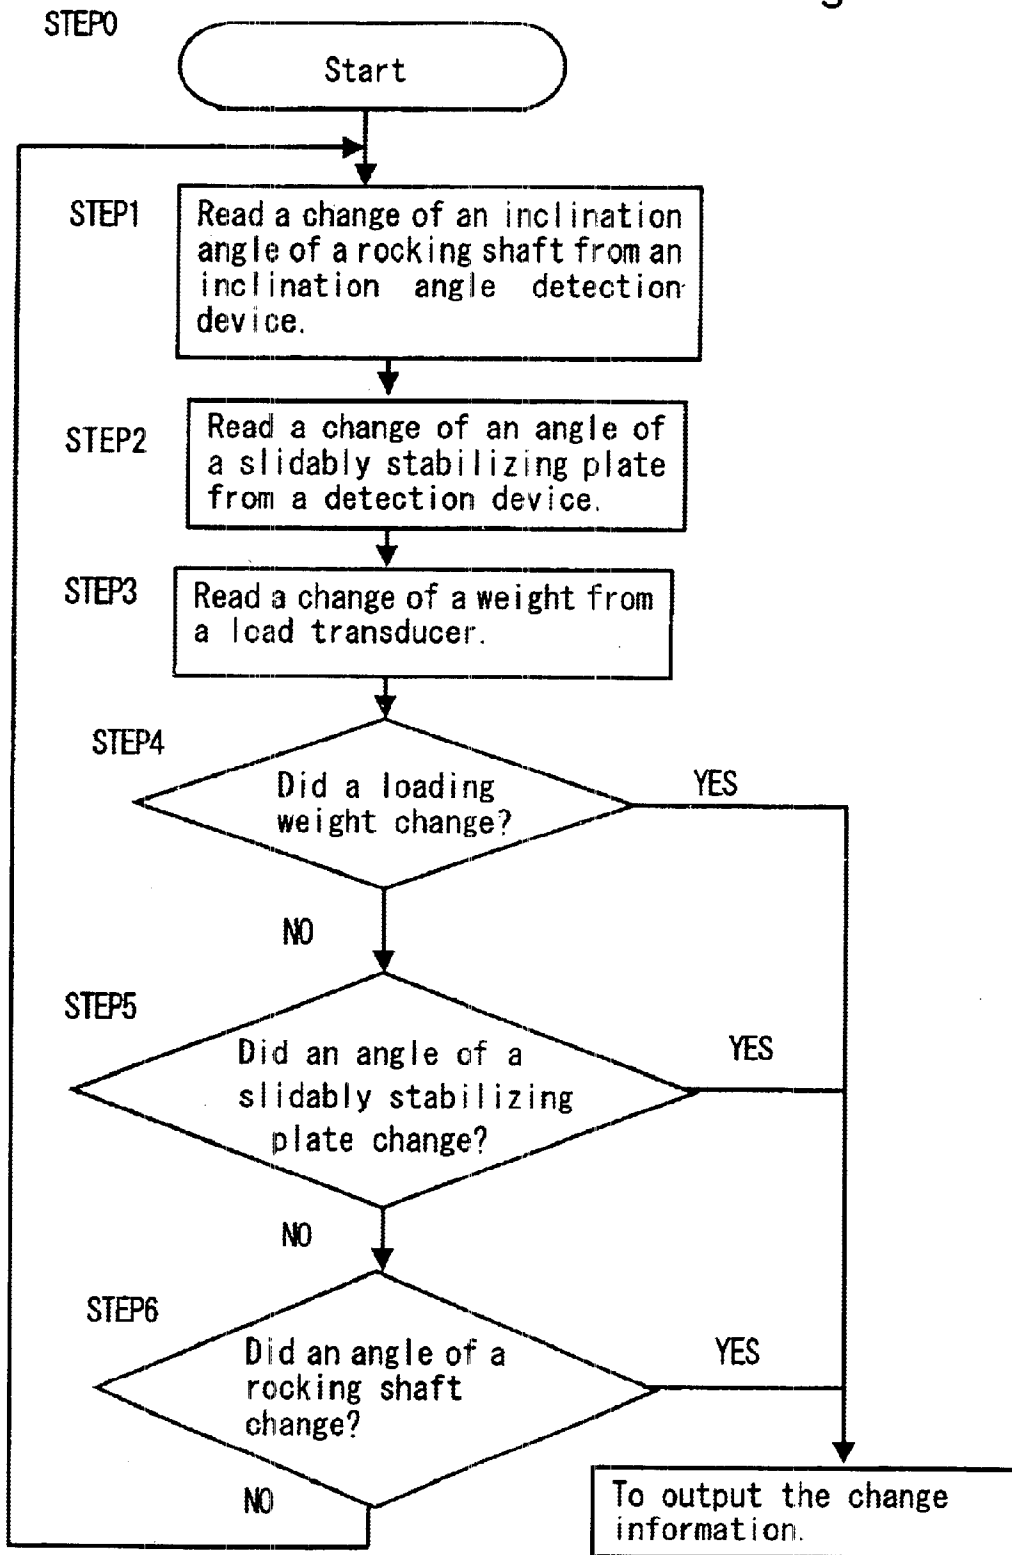 STEP0
Start
STEP1
Read a change of an inclination
angle of a rocking shaft from an
inclination angle detection
device.
STEP2
Read a change of an angle of
a slidably stabilizing plate
from a detection device.
STEP3
Read a change of a weight from
a load transducer.
STEP4
Did a loading
weight change?
YES
NO
STEP5
Did an angle of a
slidably stabilizing
plate change?
YES
NO
STEP6
Did an angle of a
rocking shaft
change?
YES
NO
To output the change
information.